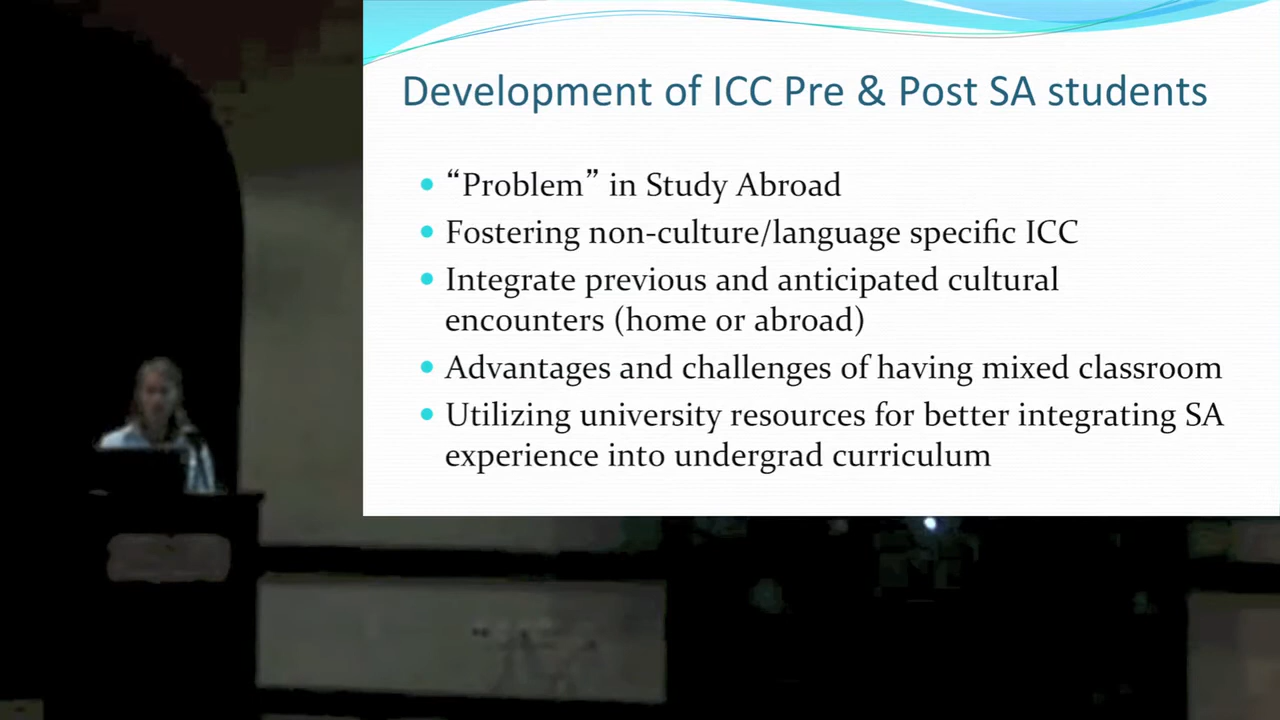 Development of ICC Pre & Post SA students
“Problem” in Study Abroad
Fostering non-culture/language specific ICC
Integrate previous and anticipated cultural
encounters (home or abroad)
Advantages and challenges of having mixed classroom
Utilizing university resources for better integrating SA
experience into undergrad curriculum